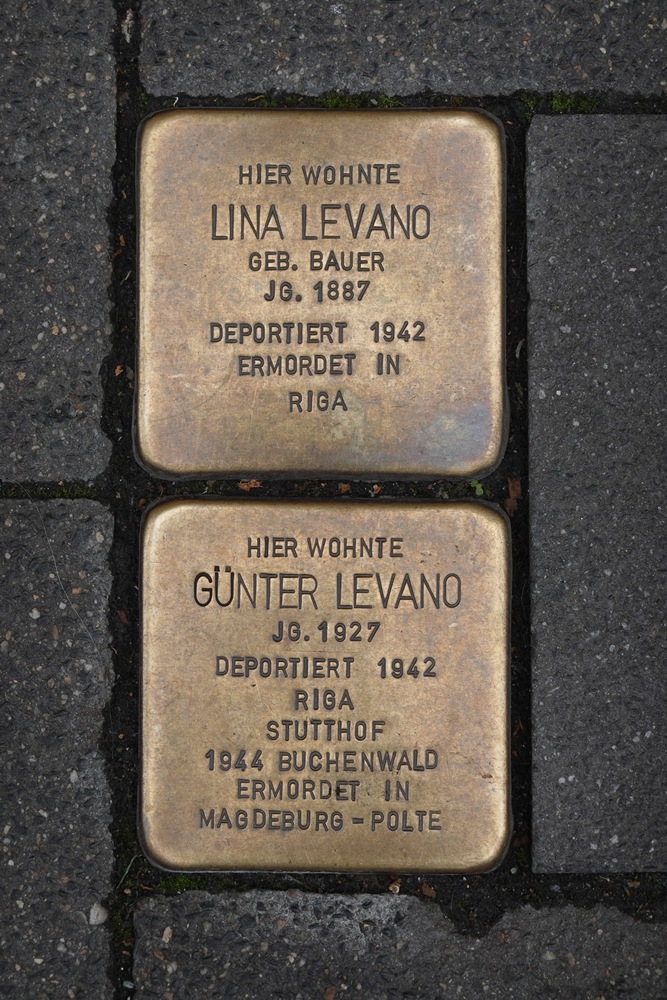 HIER WOHNTE
LINA LEVANO
GEB. BAUER
JG. 1887
DEPORTIERT 1942
ERMORDET IN
RIGA
HIER WOHNTE
GÜNTER LEVANO
JG. 1927
DEPORTIERT 1942
RIGA
STUTTHOF
1944 BUCHENWALD
ERMORDET IN
MAGDEBURG - POLTE